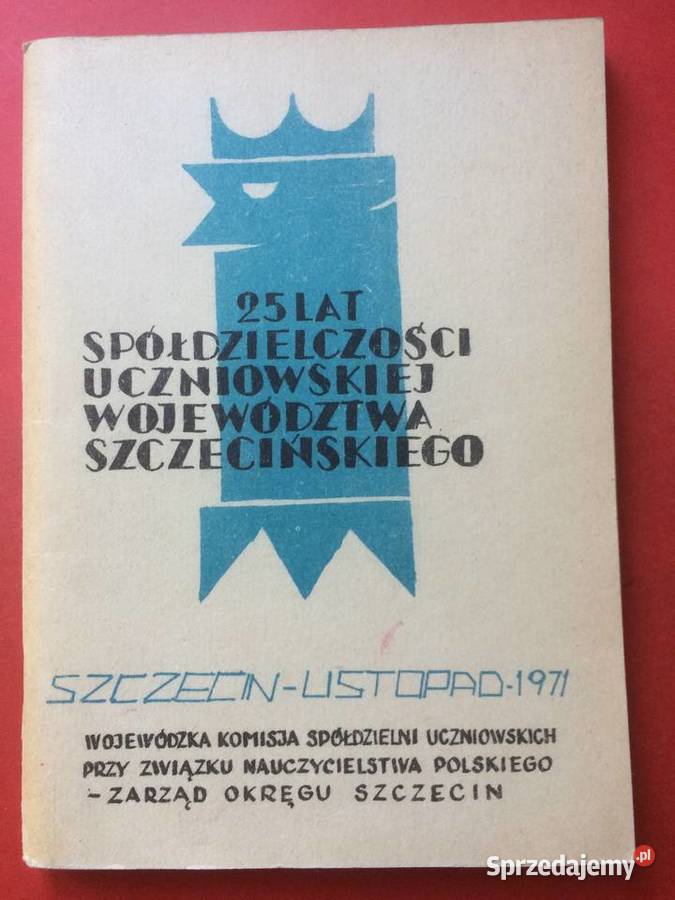 25 LAT
SPÓŁDZIELCZOŚCI
UCZNIOWSKIEJ
WOJEWÓDZTWA
SZCZECIŃSKIEGO
SZCZECIN-LISTOPAD-1971
WOJEWÓDZKA KOMISJA SPÓŁDZIELNI UCZNIOWSKICH
PRZY ZWIĄZKU NAUCZYCIELSTWA POLSKIEGO
- ZARZĄD OKRĘGU SZCZECIN
Sprzedajemy.pl